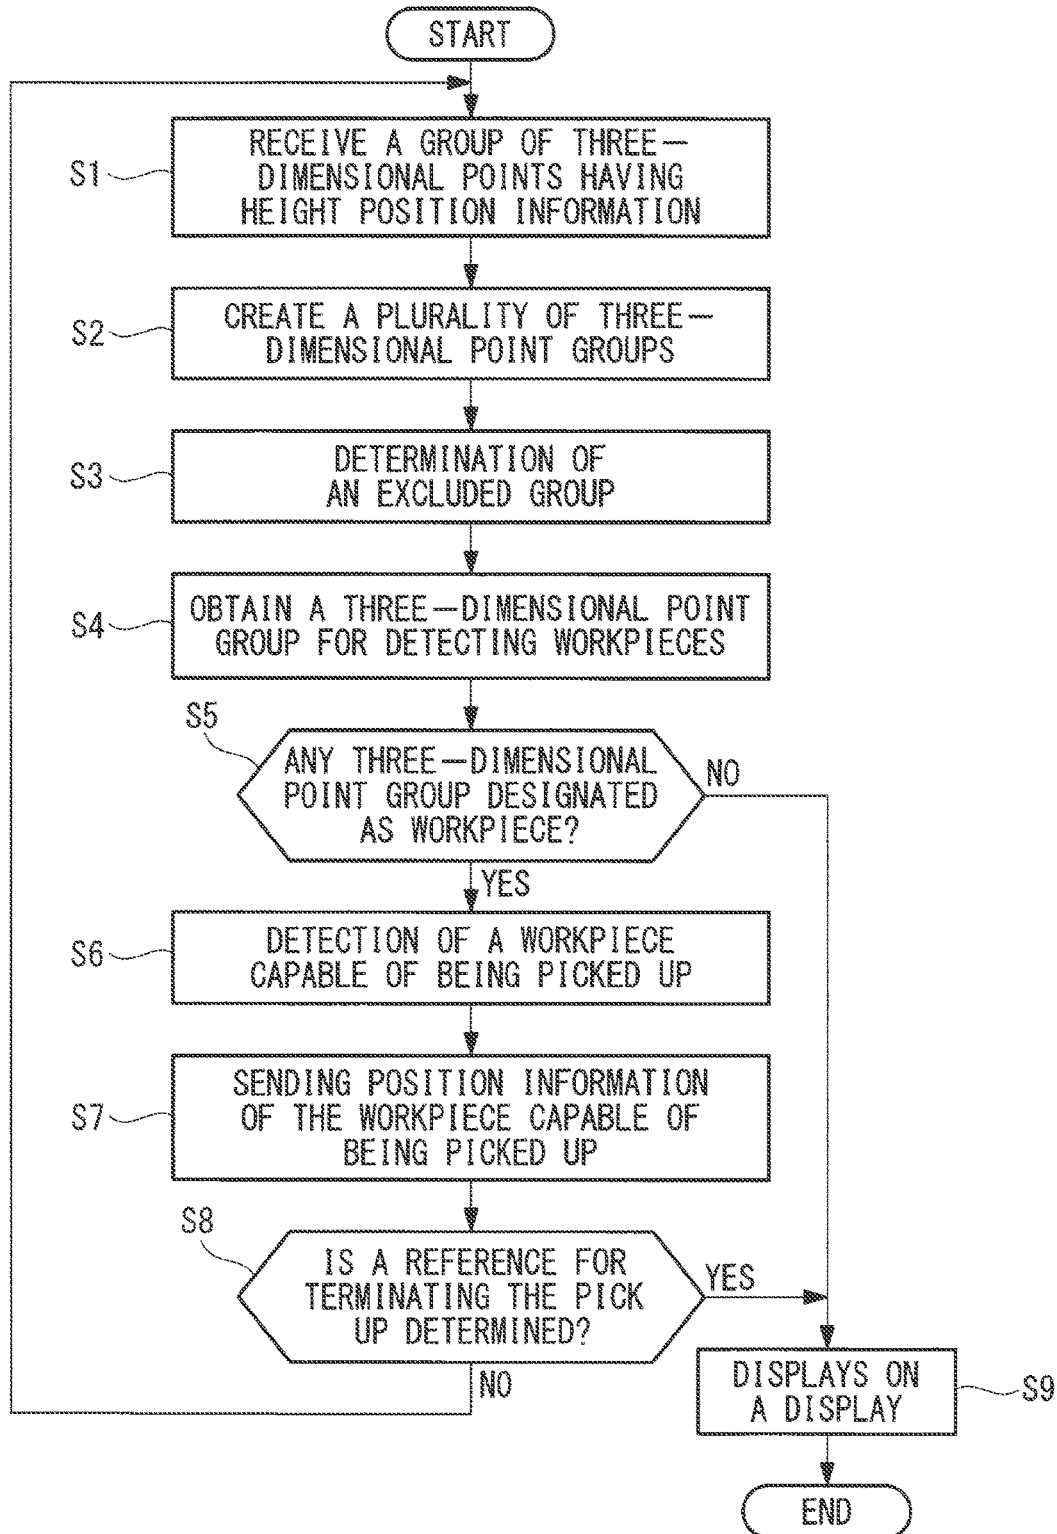 START
S1
RECEIVE A GROUP OF THREE—
DIMENSIONAL POINTS HAVING
HEIGHT POSITION INFORMATION
S2
CREATE A PLURALITY OF THREE—
DIMENSIONAL POINT GROUPS
S3
DETERMINATION OF
AN EXCLUDED GROUP
S4
OBTAIN A THREE—DIMENSIONAL POINT
GROUP FOR DETECTING WORKPIECES
S5
ANY THREE—DIMENSIONAL
POINT GROUP DESIGNATED
AS WORKPIECE?
NO
YES
S6
DETECTION OF A WORKPIECE
CAPABLE OF BEING PICKED UP
S7
SENDING POSITION INFORMATION
OF THE WORKPIECE CAPABLE OF
BEING PICKED UP
S8
IS A REFERENCE FOR
TERMINATING THE PICK
UP DETERMINED?
YES
NO
DISPLAYS ON
A DISPLAY
S9
END